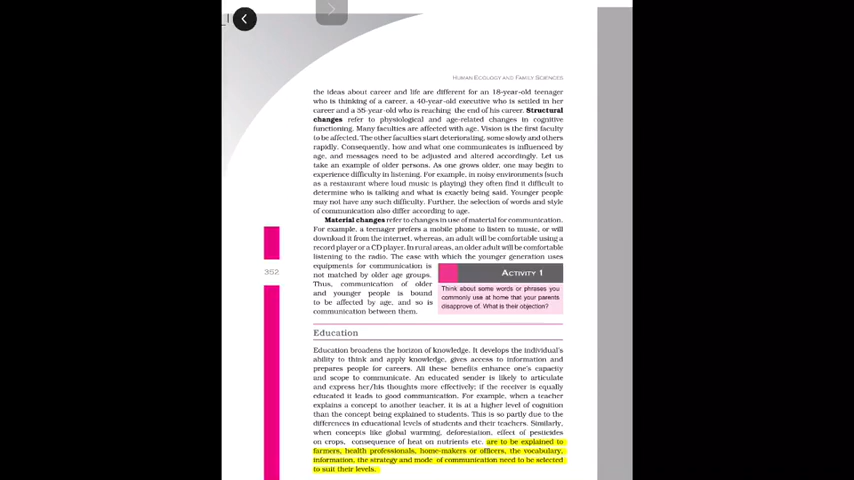 HUMAN ECOLOGY AND FAMILY SCIENCES
the ideas about career and life are different for an 18-year-old teenager
who is thinking of a career, a 40-year-old executive who is settled in her
career and a 55-year-old who is reaching the end of his career. Structural
changes refer to physiological and age-related changes in cognitive
functioning. Many faculties are affected with age. Vision is the first faculty
to be affected. The other faculties start deteriorating, some slowly and others
rapidly. Consequently, how and what one communicates is influenced by
age, and messages need to be adjusted and altered accordingly. Let us
take an example of older persons. As one grows older, one may begin to
experience difficulty in listening. For example, in noisy environments (such
as a restaurant where loud music is playing) they often find it difficult to
determine who is talking and what is exactly being said. Younger people
may not have any such difficulty. Further, the selection of words and style
of communication also differ according to age.
Material changes refer to changes in use of material for communication.
For example, a teenager prefers a mobile phone to listen to music, or will
download it from the internet, whereas, an adult will be comfortable using a
record player or a CD player. In rural areas, an older adult will be comfortable
listening to the radio. The ease with which the younger generation uses
equipments for communication is
not matched by older age groups.
Thus, communication of older
and younger people is bound
to be affected by age, and so is
communication between them.
352
ACTIVITY 1
Think about some words or phrases you
commonly use at home that your parents
disapprove of. What is their objection?
Education
Education broadens the horizon of knowledge. It develops the individual's
ability to think and apply knowledge, gives access to information and
prepares people for careers. All these benefits enhance one's capacity
and scope to communicate. An educated sender is likely to articulate
and express her/his thoughts more effectively; if the receiver is equally
educated it leads to good communication. For example, when a teacher
explains a concept to another teacher, it is at a higher level of cognition
than the concept being explained to students. This is so partly due to the
differences in educational levels of students and their teachers. Similarly,
when concepts like global warming, deforestation, effect of pesticides
on crops, consequence of heat on nutrients etc. are to be explained to
farmers, health professionals, home-makers or officers, the vocabulary,
information, the strategy and mode of communication need to be selected
to suit their levels.